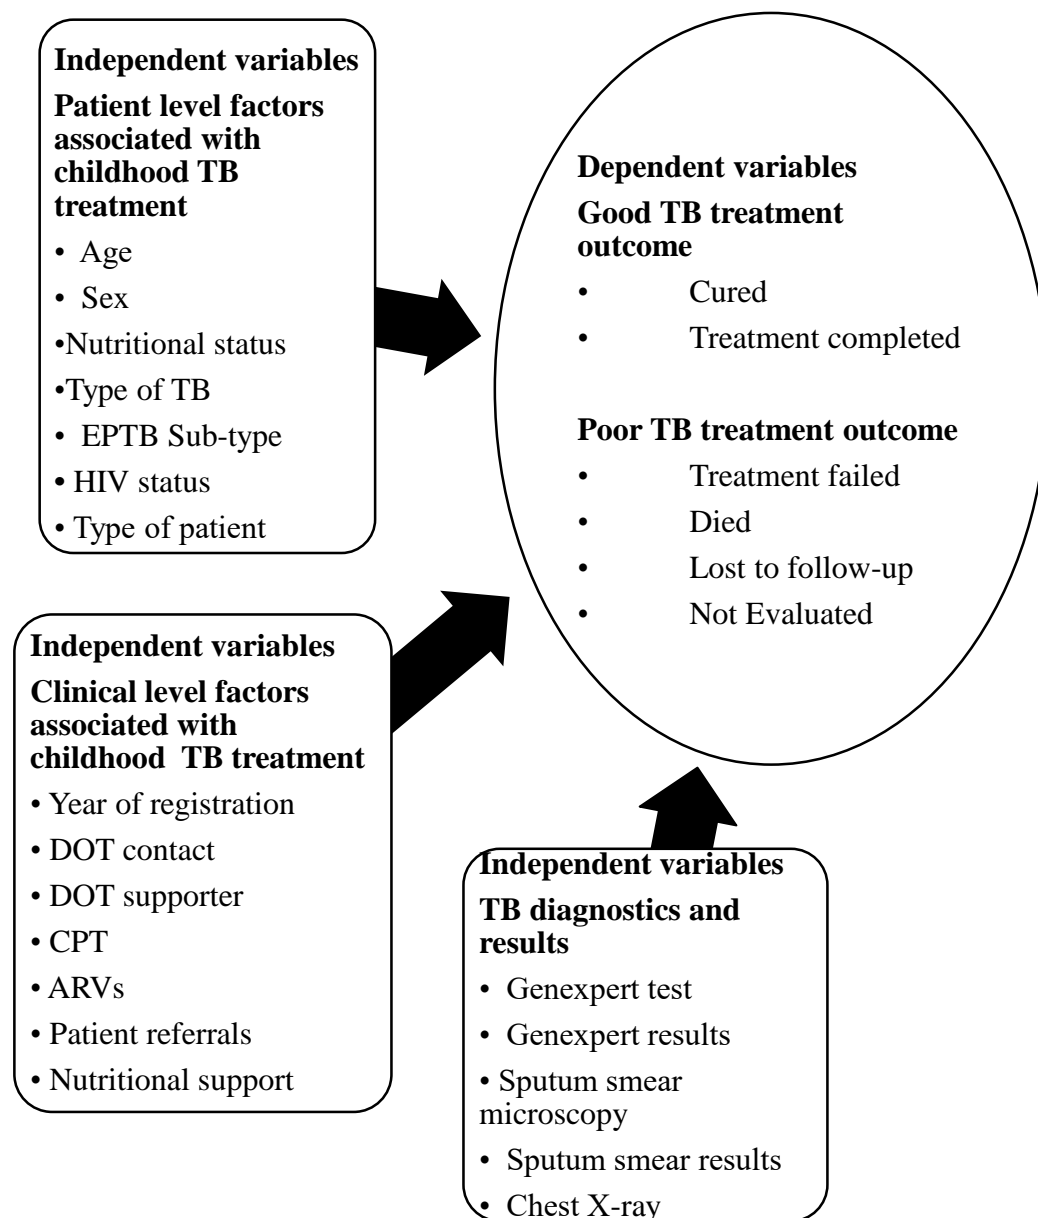 Independent variables
Patient level factors
associated with
childhood TB
treatment
• Age
• Sex
•Nutritional status
•Type of TB
• EPTB Sub-type
• HIV status
• Type of patient
Dependent variables
Good TB treatment
outcome
• Cured
• Treatment completed
Poor TB treatment outcome
• Treatment failed
• Died
• Lost to follow-up
• Not Evaluated
Independent variables
Clinical level factors
associated with
childhood TB treatment
• Year of registration
• DOT contact
• DOT supporter
• CPT
• ARVs
• Patient referrals
• Nutritional support
Independent variables
TB diagnostics and
results
• Genexpert test
• Genexpert results
• Sputum smear
microscopy
• Sputum smear results
• Chest X-ray